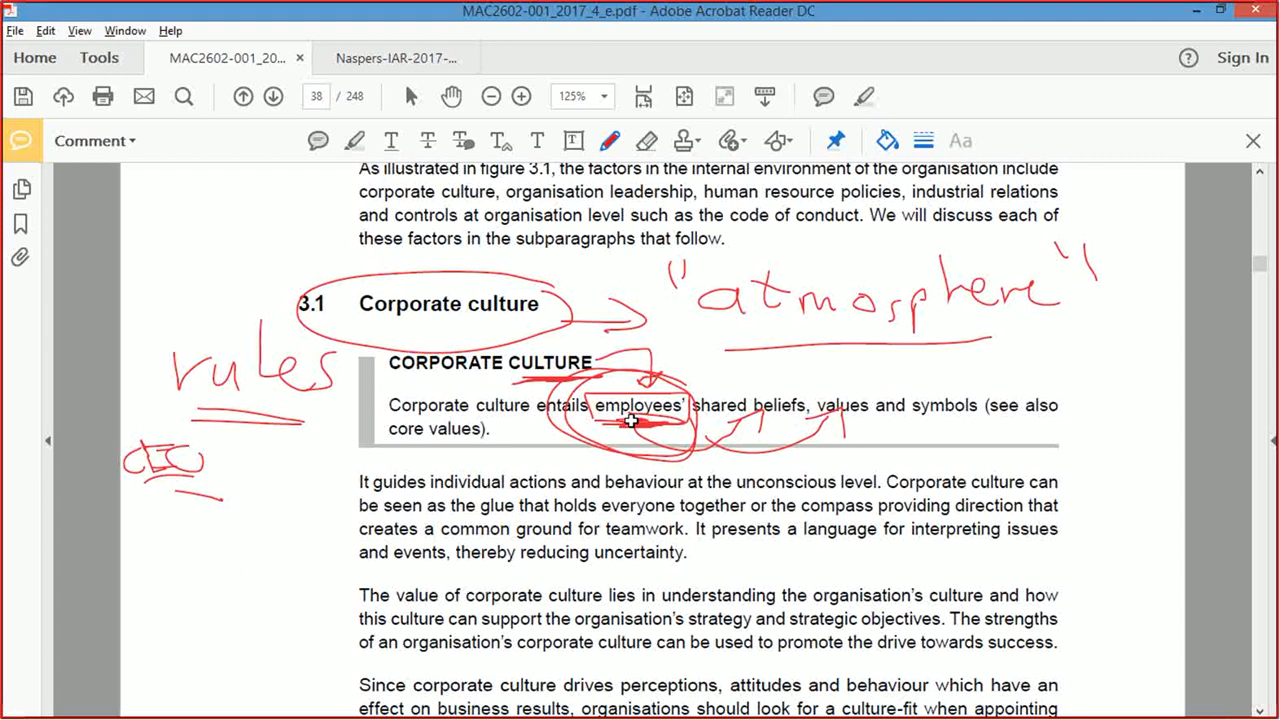 MAC2602-001_2017_4_e.pdf - Adobe Acrobat Reader DC
File Edit View Window Help
Home Tools MAC2602-001_20... × Naspers-IAR-2017-... Sign In
38 / 248 125%
Comment Aa
As illustrated in figure 3.1, the factors in the internal environment of the organisation include
corporate culture, organisation leadership, human resource policies, industrial relations
and controls at organisation level such as the code of conduct. We will discuss each of
these factors in the subparagraphs that follow.
3.1 Corporate culture
"atmosphere"
rules
CORPORATE CULTURE
Corporate culture entails employees' shared beliefs, values and symbols (see also
core values).
CEO
It guides individual actions and behaviour at the unconscious level. Corporate culture can
be seen as the glue that holds everyone together or the compass providing direction that
creates a common ground for teamwork. It presents a language for interpreting issues
and events, thereby reducing uncertainty.
The value of corporate culture lies in understanding the organisation's culture and how
this culture can support the organisation's strategy and strategic objectives. The strengths
of an organisation's corporate culture can be used to promote the drive towards success.
Since corporate culture drives perceptions, attitudes and behaviour which have an
effect on business results, organisations should look for a culture-fit when appointing